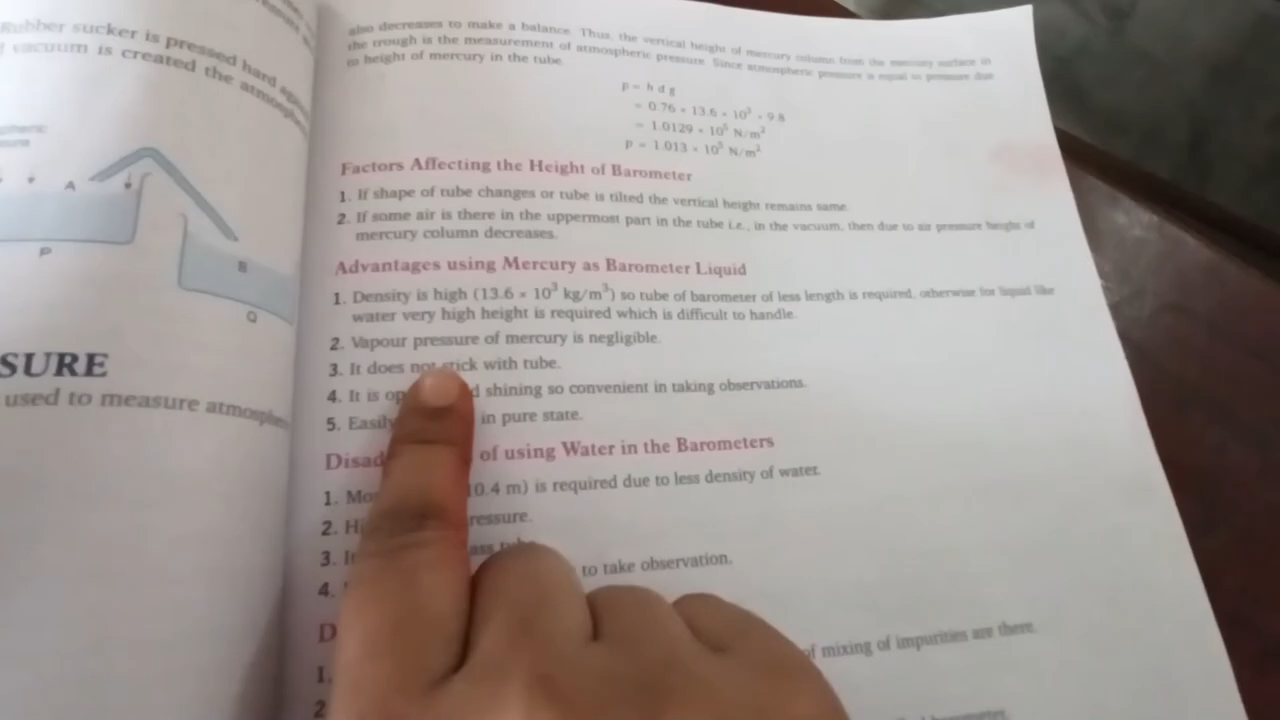 Rubber sucker is pressed hard
vacuum is created the
A
P
B
Q
SURE
used to measure
also decreases to make a balance. Thus, the vertical height of mercury column from the mercury surface in
the trough is the measurement of atmospheric pressure. Since atmospheric pressure is equal to pressure due
to height of mercury in the tube.
p = h d g
= 0.76 × 13.6 × 10³ × 9.8
= 1.0129 × 10⁵ N/m²
p = 1.013 × 10⁵ N/m²
Factors Affecting the Height of Barometer
1. If shape of tube changes or tube is tilted the vertical height remains same.
2. If some air is there in the uppermost part in the tube i.e., in the vacuum, then due to air pressure height of
mercury column decreases.
Advantages using Mercury as Barometer Liquid
1. Density is high (13.6 × 10³ kg/m³) so tube of barometer of less length is required, otherwise for liquid like
water very high height is required which is difficult to handle.
2. Vapour pressure of mercury is negligible.
3. It does not stick with tube.
4. It is shining so convenient in taking observations.
5. in pure state.
of using Water in the Barometers
1. 10.4 m) is required due to less density of water.
2.
3.
4. to take observation.
D
1. of mixing of impurities are there.
2